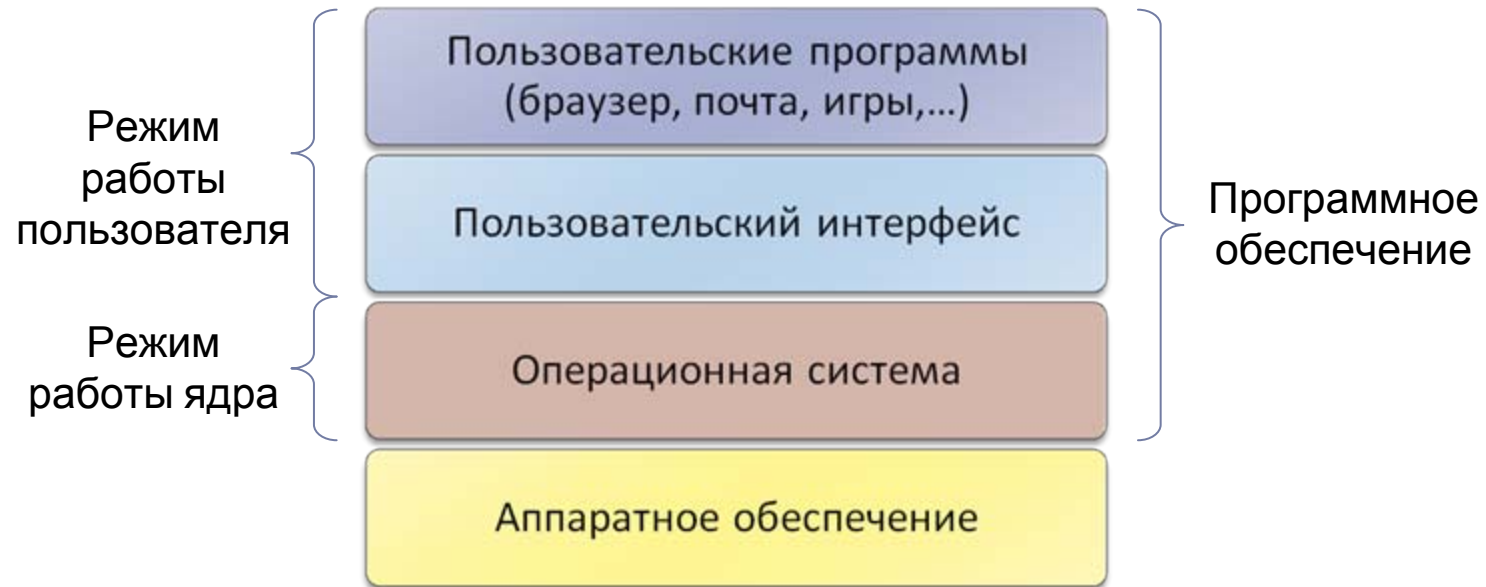 Пользовательские программы
(браузер, почта, игры,...)
Режим
работы
пользователя
Пользовательский интерфейс
Программное
обеспечение
Режим
работы ядра
Операционная система
Аппаратное обеспечение